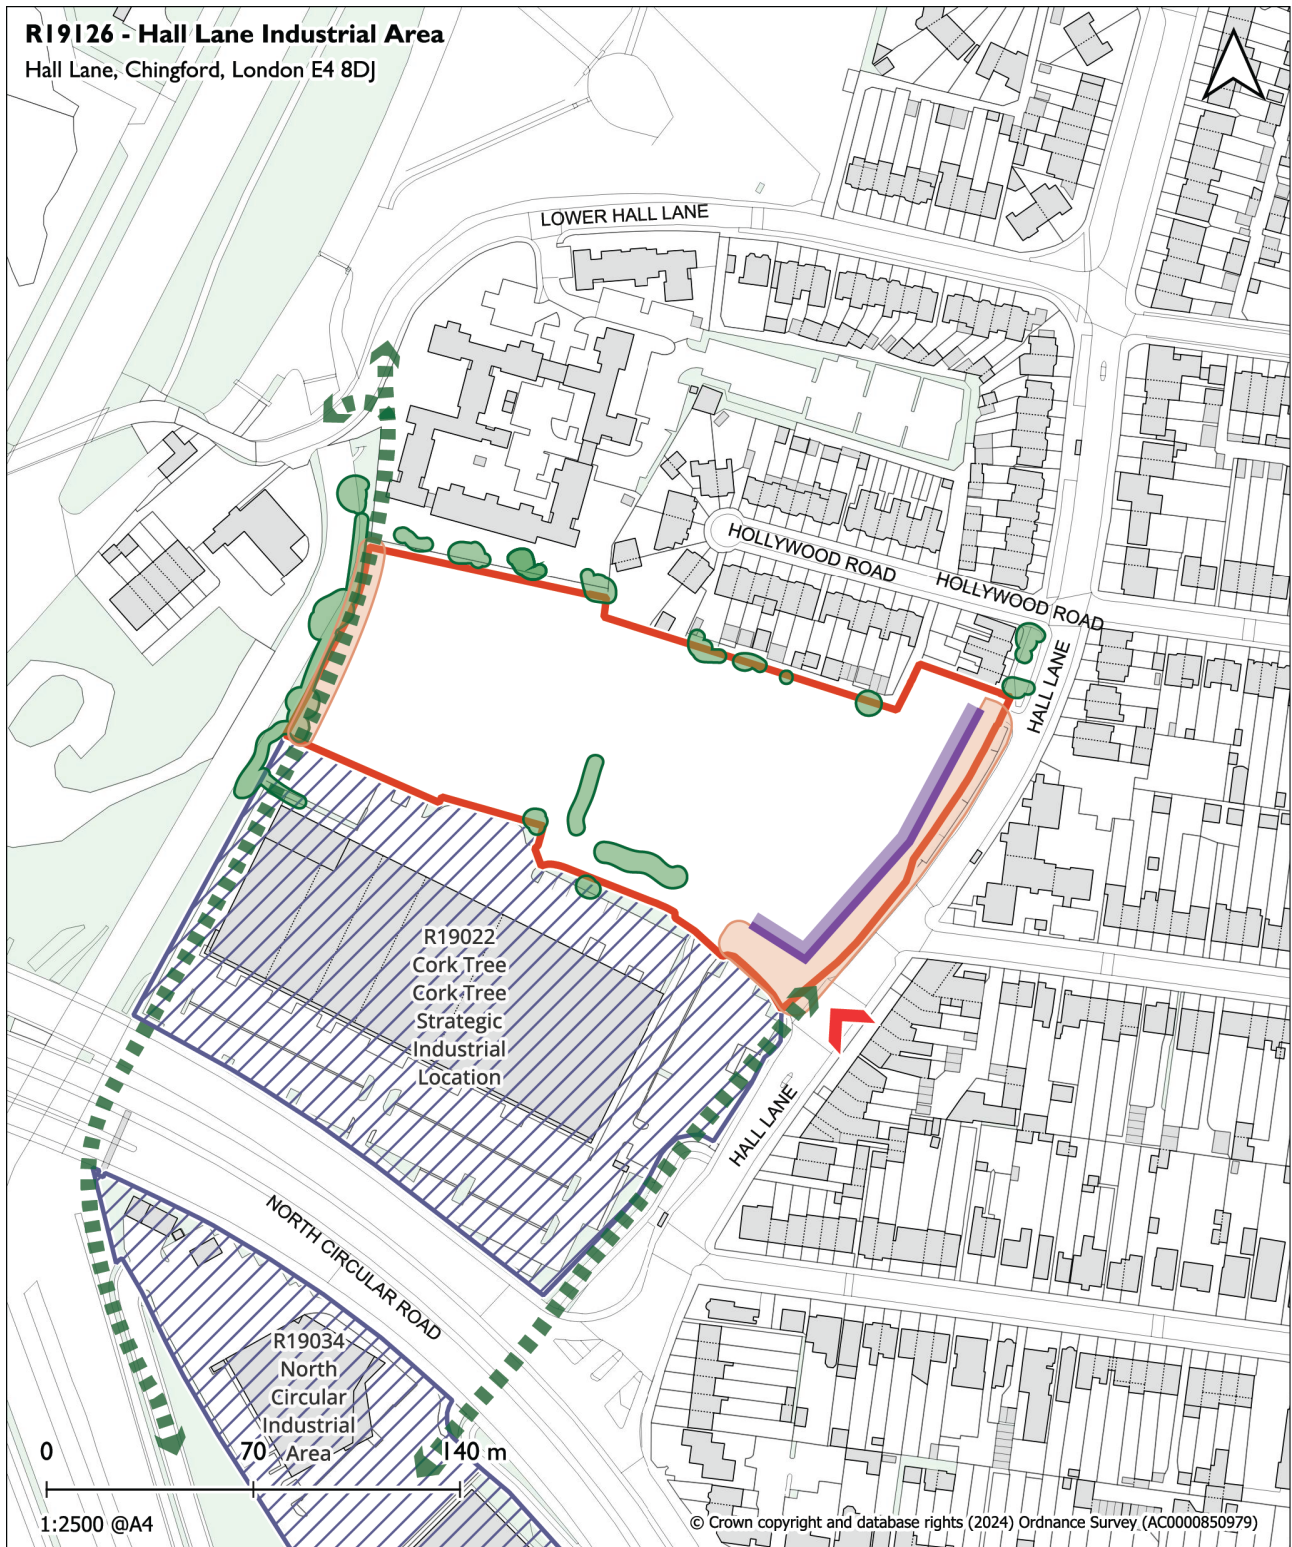 R19126 - Hall Lane Industrial Area
Hall Lane, Chingford, London E4 8DJ
LOWER HALL LANE
HOLLYWOOD ROAD
HOLLYWOOD ROAD
HALL LANE
R19022
Cork Tree
Cork Tree
Strategic
Industrial
Location
HALL LANE
NORTH CIRCULAR ROAD
R19034
North
Circular
Industrial
Area
0 70 140 m
1:2500 @A4
© Crown copyright and database rights (2024) Ordnance Survey (AC0000850979)